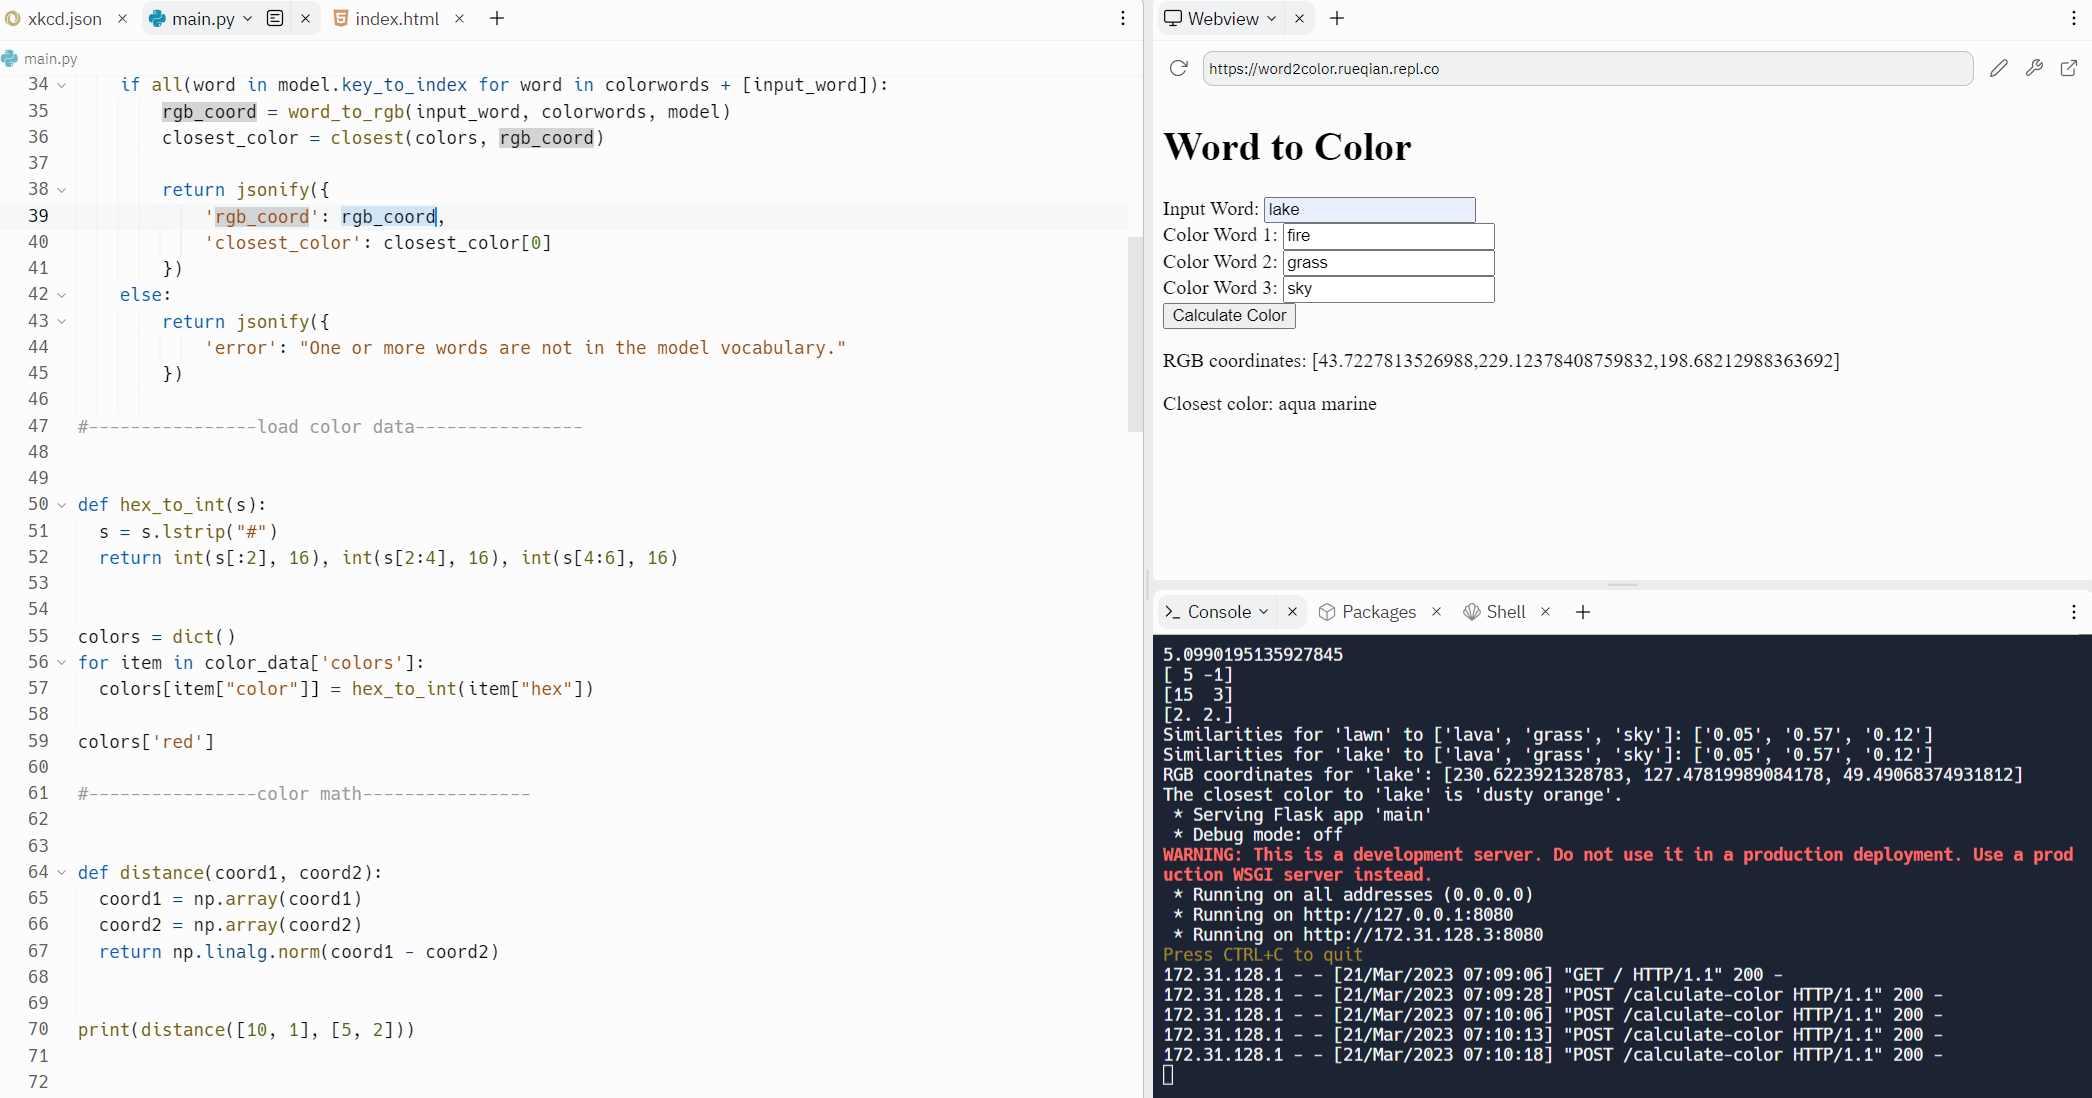 xkcd.json
main.py
index.html
main.py
34 if all(word in model.key_to_index for word in colorwords + [input_word]):
35 rgb_coord = word_to_rgb(input_word, colorwords, model)
36 closest_color = closest(colors, rgb_coord)
37
38 return jsonify({
39 'rgb_coord': rgb_coord,
40 'closest_color': closest_color[0]
41 })
42 else:
43 return jsonify({
44 'error': "One or more words are not in the model vocabulary."
45 })
46
47 #----------------load color data----------------
48
49
50 def hex_to_int(s):
51 s = s.lstrip("#")
52 return int(s[:2], 16), int(s[2:4], 16), int(s[4:6], 16)
53
54
55 colors = dict()
56 for item in color_data['colors']:
57 colors[item["color"]] = hex_to_int(item["hex"])
58
59 colors['red']
60
61 #----------------color math----------------
62
63
64 def distance(coord1, coord2):
65 coord1 = np.array(coord1)
66 coord2 = np.array(coord2)
67 return np.linalg.norm(coord1 - coord2)
68
69
70 print(distance([10, 1], [5, 2]))
71
72
Webview
https://word2color.rueqian.repl.co
Word to Color
Input Word: lake
Color Word 1: fire
Color Word 2: grass
Color Word 3: sky
Calculate Color
RGB coordinates: [43.7227813526988,229.12378408759832,198.68212988363692]
Closest color: aqua marine
Console
Packages
Shell
5.0990195135927845
[ 5 -1]
[15  3]
[2. 2.]
Similarities for 'lawn' to ['lava', 'grass', 'sky']: ['0.05', '0.57', '0.12']
Similarities for 'lake' to ['lava', 'grass', 'sky']: ['0.05', '0.57', '0.12']
RGB coordinates for 'lake': [230.6223921328783, 127.47819989084178, 49.49068374931812]
The closest color to 'lake' is 'dusty orange'.
* Serving Flask app 'main'
* Debug mode: off
WARNING: This is a development server. Do not use it in a production deployment. Use a prod
uction WSGI server instead.
* Running on all addresses (0.0.0.0)
* Running on http://127.0.0.1:8080
* Running on http://172.31.128.3:8080
Press CTRL+C to quit
172.31.128.1 - - [21/Mar/2023 07:09:06] "GET / HTTP/1.1" 200 -
172.31.128.1 - - [21/Mar/2023 07:09:28] "POST /calculate-color HTTP/1.1" 200 -
172.31.128.1 - - [21/Mar/2023 07:10:06] "POST /calculate-color HTTP/1.1" 200 -
172.31.128.1 - - [21/Mar/2023 07:10:13] "POST /calculate-color HTTP/1.1" 200 -
172.31.128.1 - - [21/Mar/2023 07:10:18] "POST /calculate-color HTTP/1.1" 200 -